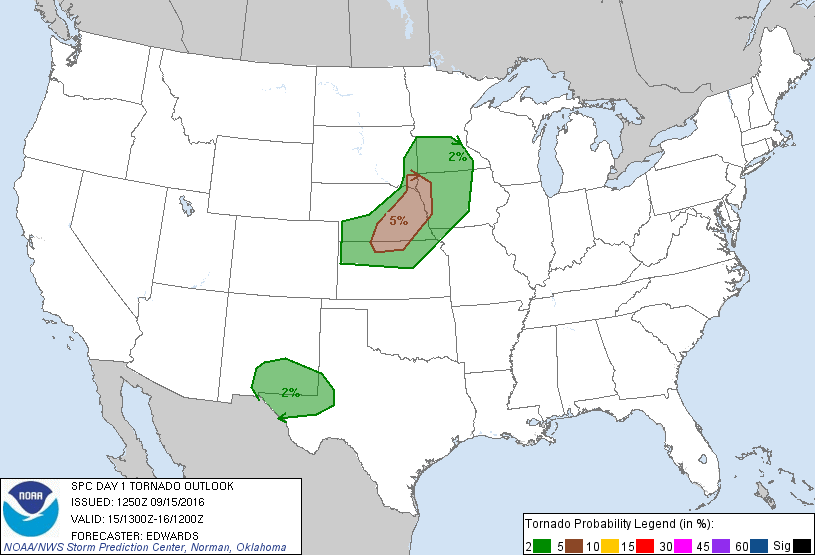 2%
5%
2%
NOAA
SPC DAY 1 TORNADO OUTLOOK
ISSUED: 1250Z 09/15/2016
VALID: 15/1300Z-16/1200Z
FORECASTER: EDWARDS
NOAA/NWS Storm Prediction Center, Norman, Oklahoma
Tornado Probability Legend (in %):
2 5 10 15 30 45 60 Sig